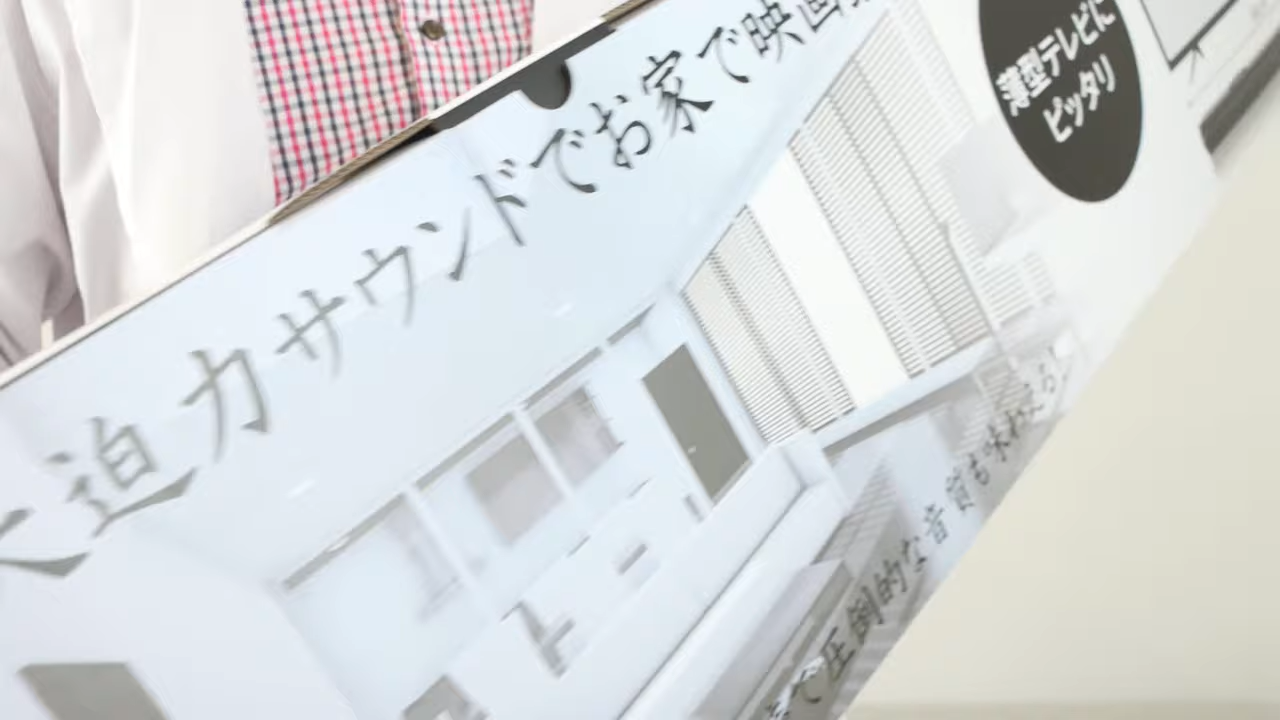 迫力サウンドでお家で映画
薄型テレビに
ピッタリ
で圧倒的な音質も味わえる!